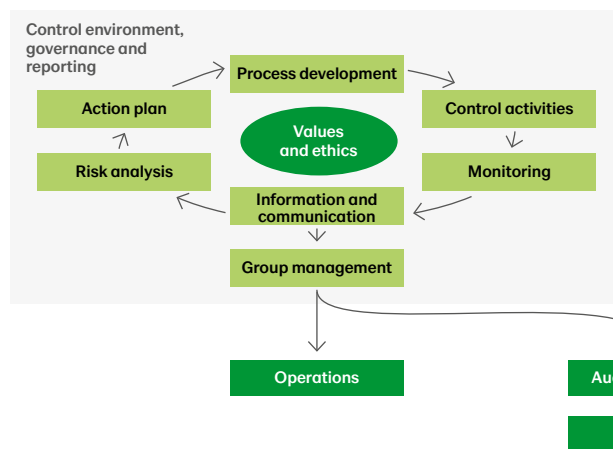 Control environment,
governance and
reporting
Process development
Action plan
Control activities
Values
and ethics
Risk analysis
Monitoring
Information and
communication
Group management
Operations